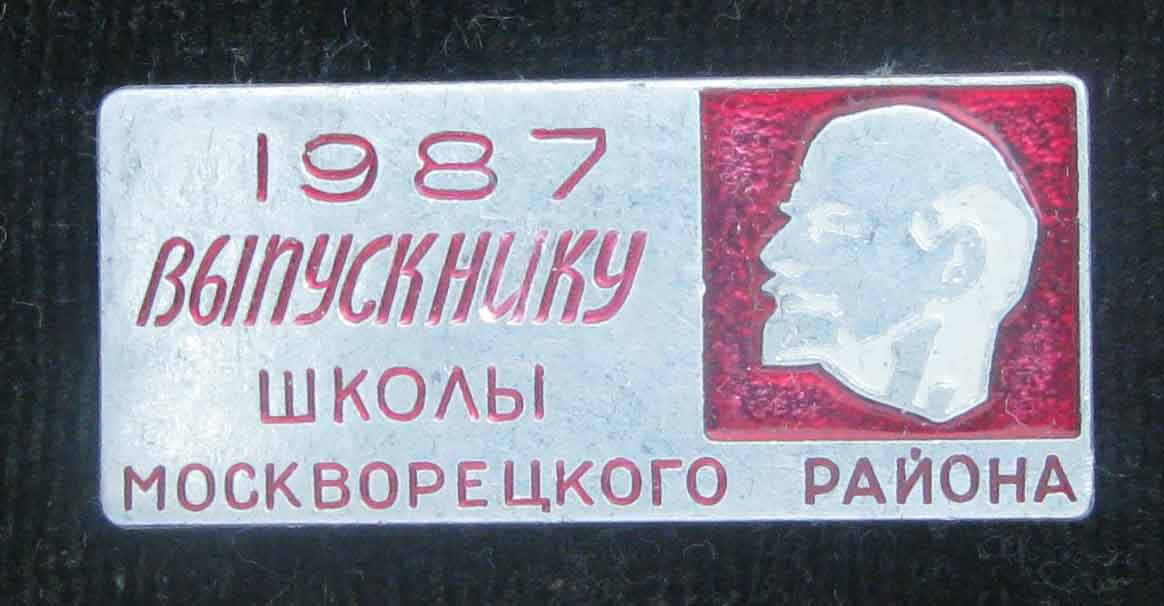 1987
ВЫПУСКНИКУ
ШКОЛЫ
МОСКВОРЕЦКОГО РАЙОНА